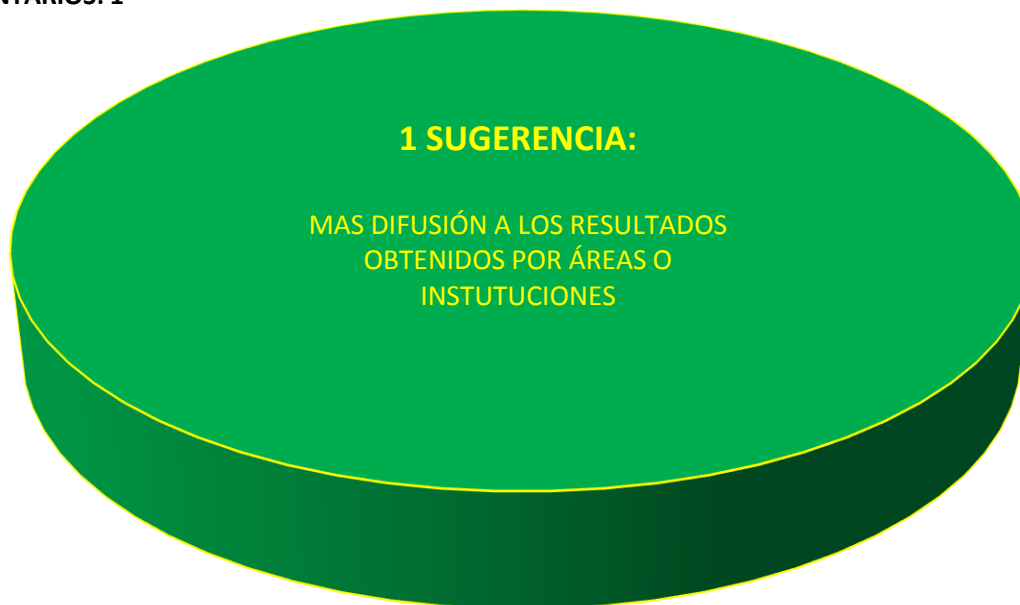 NTARIOS: 1
1 SUGERENCIA:
MAS DIFUSIÓN A LOS RESULTADOS
OBTENIDOS POR ÁREAS O
INSTUTUCIONES